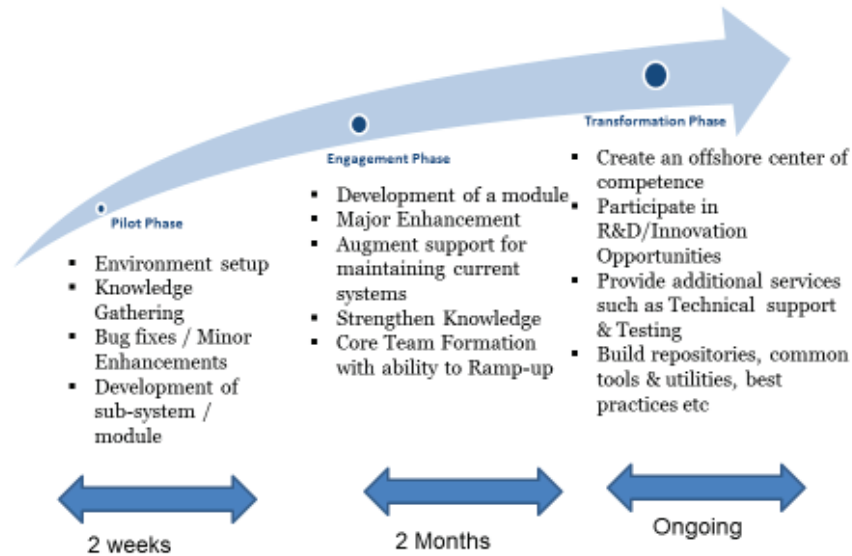 Pilot Phase
▪ Environment setup
▪ Knowledge
Gathering
▪ Bug fixes / Minor
Enhancements
▪ Development of
sub-system /
module
2 weeks
Engagement Phase
▪ Development of a module
▪ Major Enhancement
▪ Augment support for
maintaining current
systems
▪ Strengthen Knowledge
▪ Core Team Formation
with ability to Ramp-up
2 Months
Transformation Phase
▪ Create an offshore center of
competence
▪ Participate in
R&D/Innovation
Opportunities
▪ Provide additional services
such as Technical support
& Testing
▪ Build repositories, common
tools & utilities, best
practices etc
Ongoing